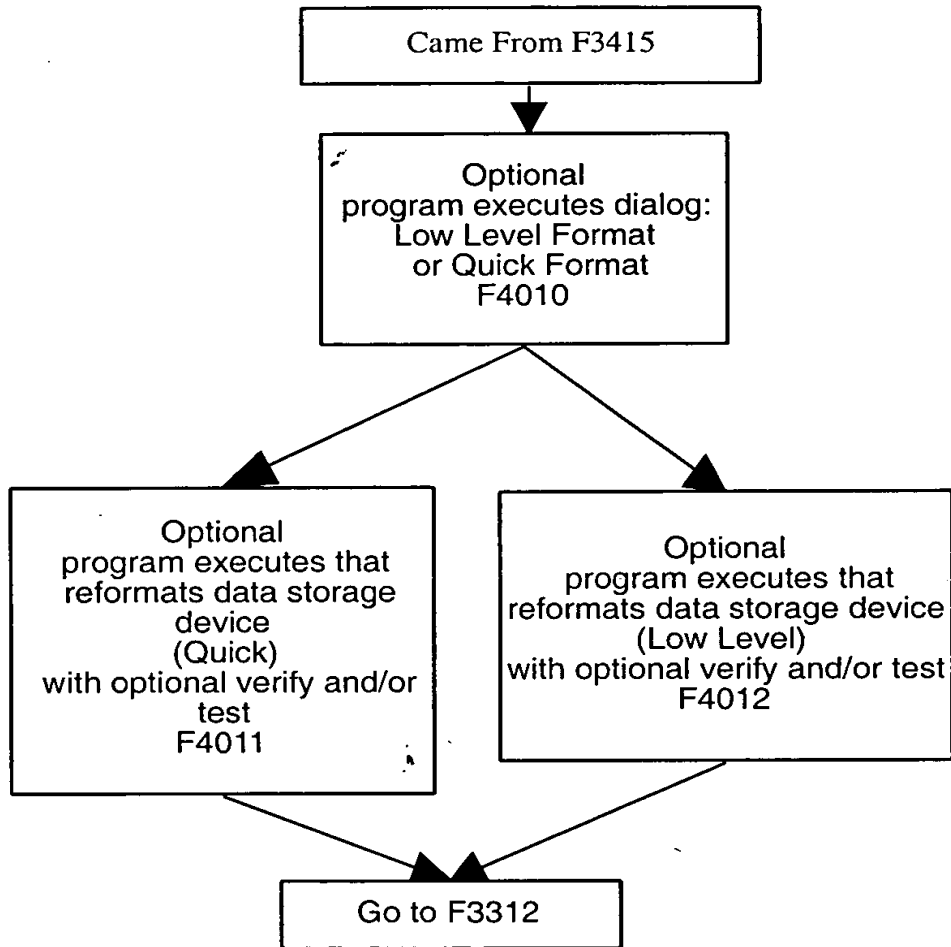 Came From F3415
Optional
program executes dialog:
Low Level Format
or Quick Format
F4010
Optional
program executes that
reformats data storage
device
(Quick)
with optional verify and/or
test
F4011
Optional
program executes that
reformats data storage device
(Low Level)
with optional verify and/or test
F4012
Go to F3312